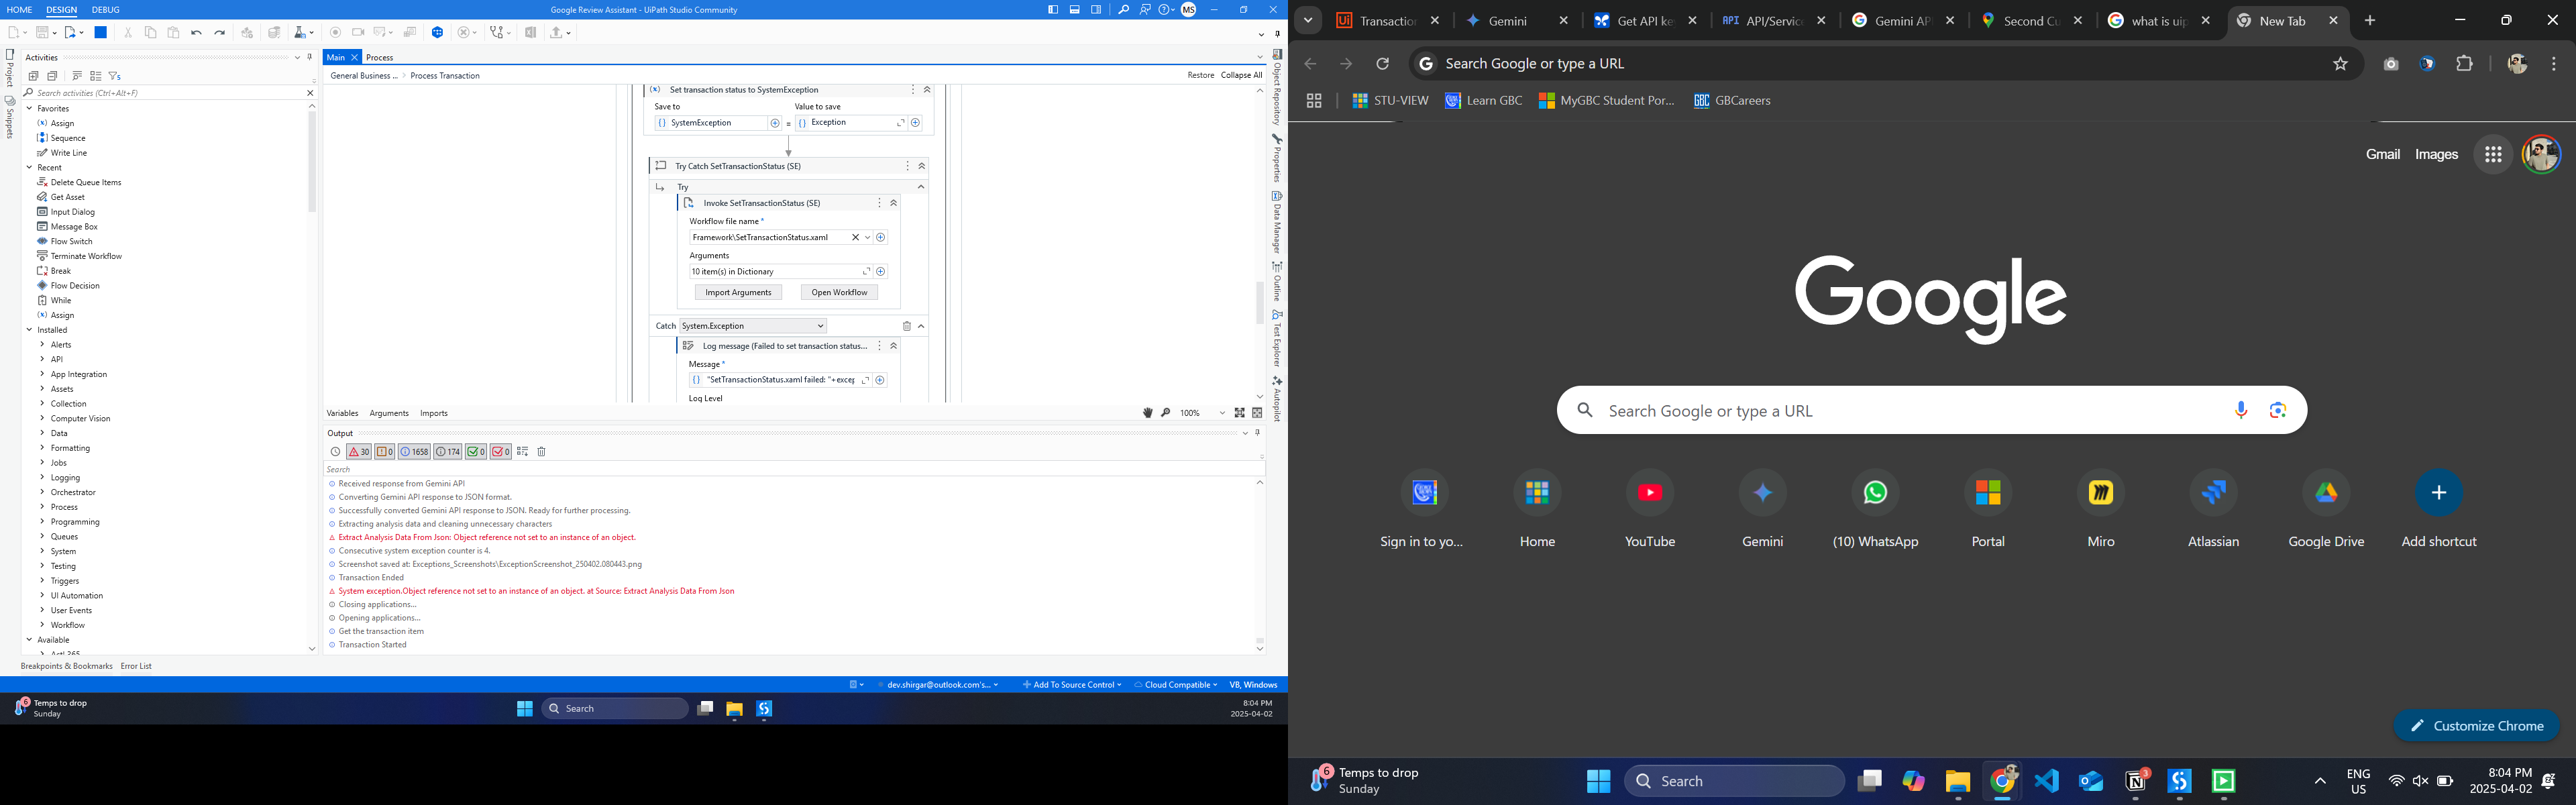 HOME DESIGN DEBUG
Google Review Assistant - UiPath Studio Community
MS
Project
Snippets
Activities
Search activities (Ctrl+Alt+F)
Favorites
Assign
Sequence
Write Line
Recent
Delete Queue Items
Get Asset
Input Dialog
Message Box
Flow Switch
Terminate Workflow
Break
Flow Decision
While
Assign
Installed
Alerts
API
App Integration
Assets
Collection
Computer Vision
Data
Formatting
Jobs
Logging
Orchestrator
Process
Programming
Queues
System
Testing
Triggers
UI Automation
User Events
Workflow
Available
Breakpoints & Bookmarks Error List
Main Process
General Business ... > Process Transaction
Restore Collapse All
Set transaction status to SystemException
Save to Value to save
SystemException = Exception
Try Catch SetTransactionStatus (SE)
Try
Invoke SetTransactionStatus (SE)
Workflow file name *
Framework\SetTransactionStatus.xaml
Arguments
10 item(s) in Dictionary
Import Arguments Open Workflow
Catch System.Exception
Log message (Failed to set transaction status...
Message *
"SetTransactionStatus.xaml failed: "+excep
Log Level
Variables Arguments Imports
100%
Output
30 0 1658 174 0 0
Search
Received response from Gemini API
Converting Gemini API response to JSON format.
Successfully converted Gemini API response to JSON. Ready for further processing.
Extracting analysis data and cleaning unnecessary characters
Extract Analysis Data From Json: Object reference not set to an instance of an object.
Consecutive system exception counter is 4.
Screenshot saved at: Exceptions_Screenshots\ExceptionScreenshot_250402.080443.png
Transaction Ended
System exception.Object reference not set to an instance of an object. at Source: Extract Analysis Data From Json
Closing applications...
Opening applications...
Get the transaction item
Transaction Started
Object Repository
Properties
Data Manager
Outline
Test Explorer
Autopilot
dev.shirgar@outlook.com's...
Add To Source Control
Cloud Compatible
VB, Windows
6
Temps to drop
Sunday
Search
8:04 PM
2025-04-02
Transaction
Gemini
Get API ke
API API/Service
Gemini AP
Second Cu
what is uip
New Tab
Search Google or type a URL
STU-VIEW
Learn GBC
MyGBC Student Por...
GBC GBCareers
Gmail Images
Google
Search Google or type a URL
Sign in to yo...
Home
YouTube
Gemini
(10) WhatsApp
Portal
Miro
Atlassian
Google Drive
Add shortcut
Customize Chrome
6
Temps to drop
Sunday
Search
3
ENG
US
8:04 PM
2025-04-02